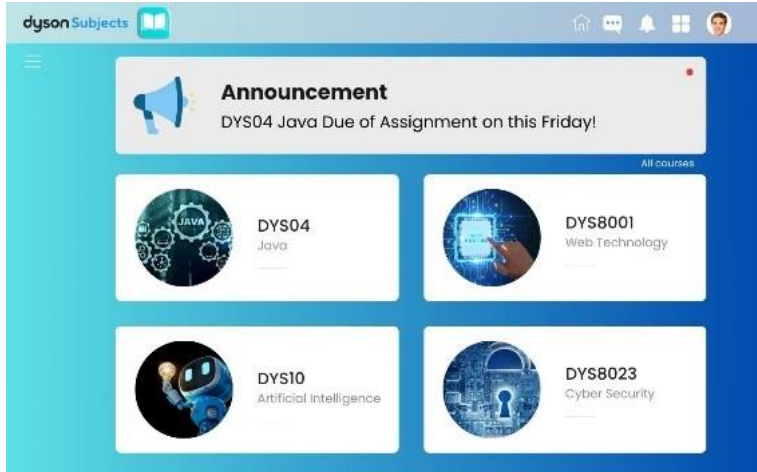 dyson Subjects
Announcement
DYS04 Java Due of Assignment on this Friday!
All courses
JAVA
DYS04
Java
DYS8001
Web Technology
DYS10
Artificial Intelligence
DYS8023
Cyber Security